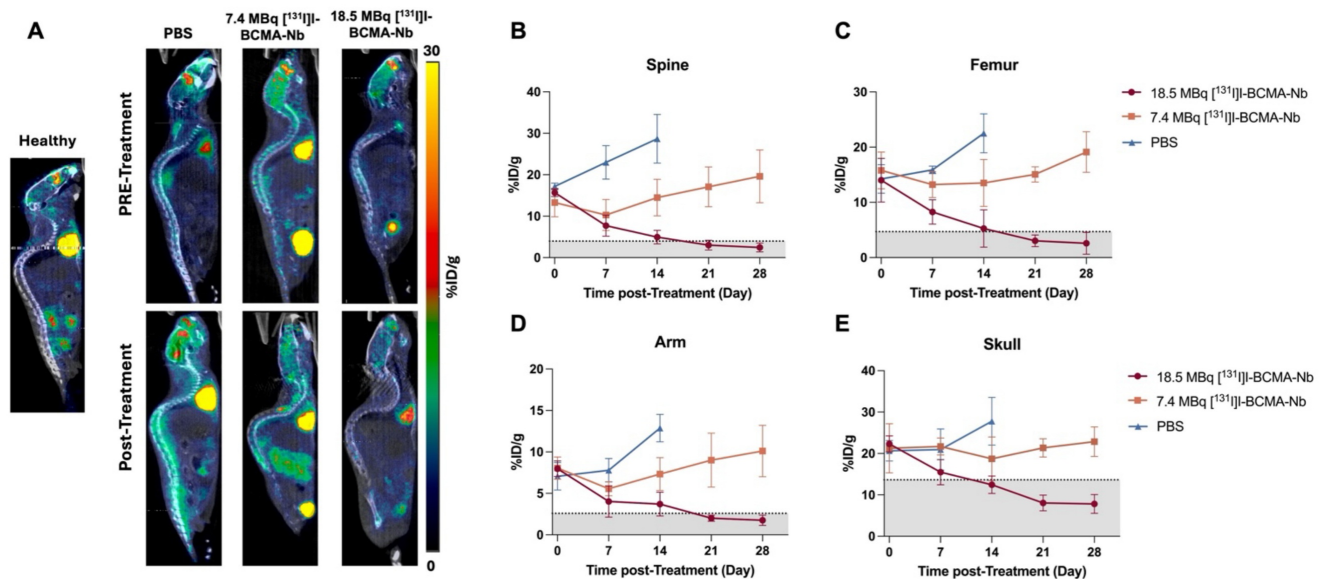 A
PBS
7.4 MBq [¹³¹I]I-
BCMA-Nb
18.5 MBq [¹³¹I]I-
BCMA-Nb
Healthy
PRE-Treatment
Post-Treatment
30
%ID/g
0
B
Spine
%ID/g
40
30
20
10
0
0 7 14 21 28
Time post-Treatment (Day)
C
Femur
%ID/g
30
20
10
0
0 7 14 21 28
Time post-Treatment (Day)
18.5 MBq [¹³¹I]I-BCMA-Nb
7.4 MBq [¹³¹I]I-BCMA-Nb
PBS
D
Arm
%ID/g
20
15
10
5
0
0 7 14 21 28
Time post-Treatment (Day)
E
Skull
%ID/g
40
30
20
10
0
0 7 14 21 28
Time post-Treatment (Day)
18.5 MBq [¹³¹I]I-BCMA-Nb
7.4 MBq [¹³¹I]I-BCMA-Nb
PBS